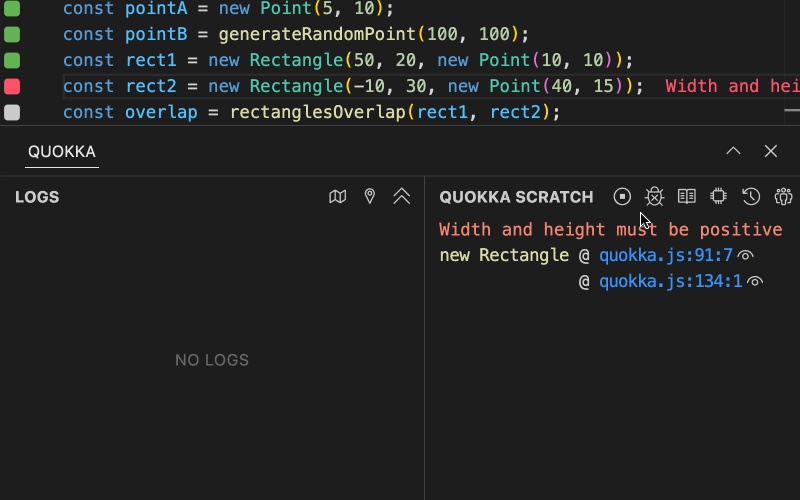 const pointA = new Point(5, 10);
const pointB = generateRandomPoint(100, 100);
const rect1 = new Rectangle(50, 20, new Point(10, 10));
const rect2 = new Rectangle(-10, 30, new Point(40, 15)); Width and hei
const overlap = rectanglesOverlap(rect1, rect2);
QUOKKA
LOGS
NO LOGS
QUOKKA SCRATCH
Width and height must be positive
new Rectangle @ quokka.js:91:7
@ quokka.js:134:1